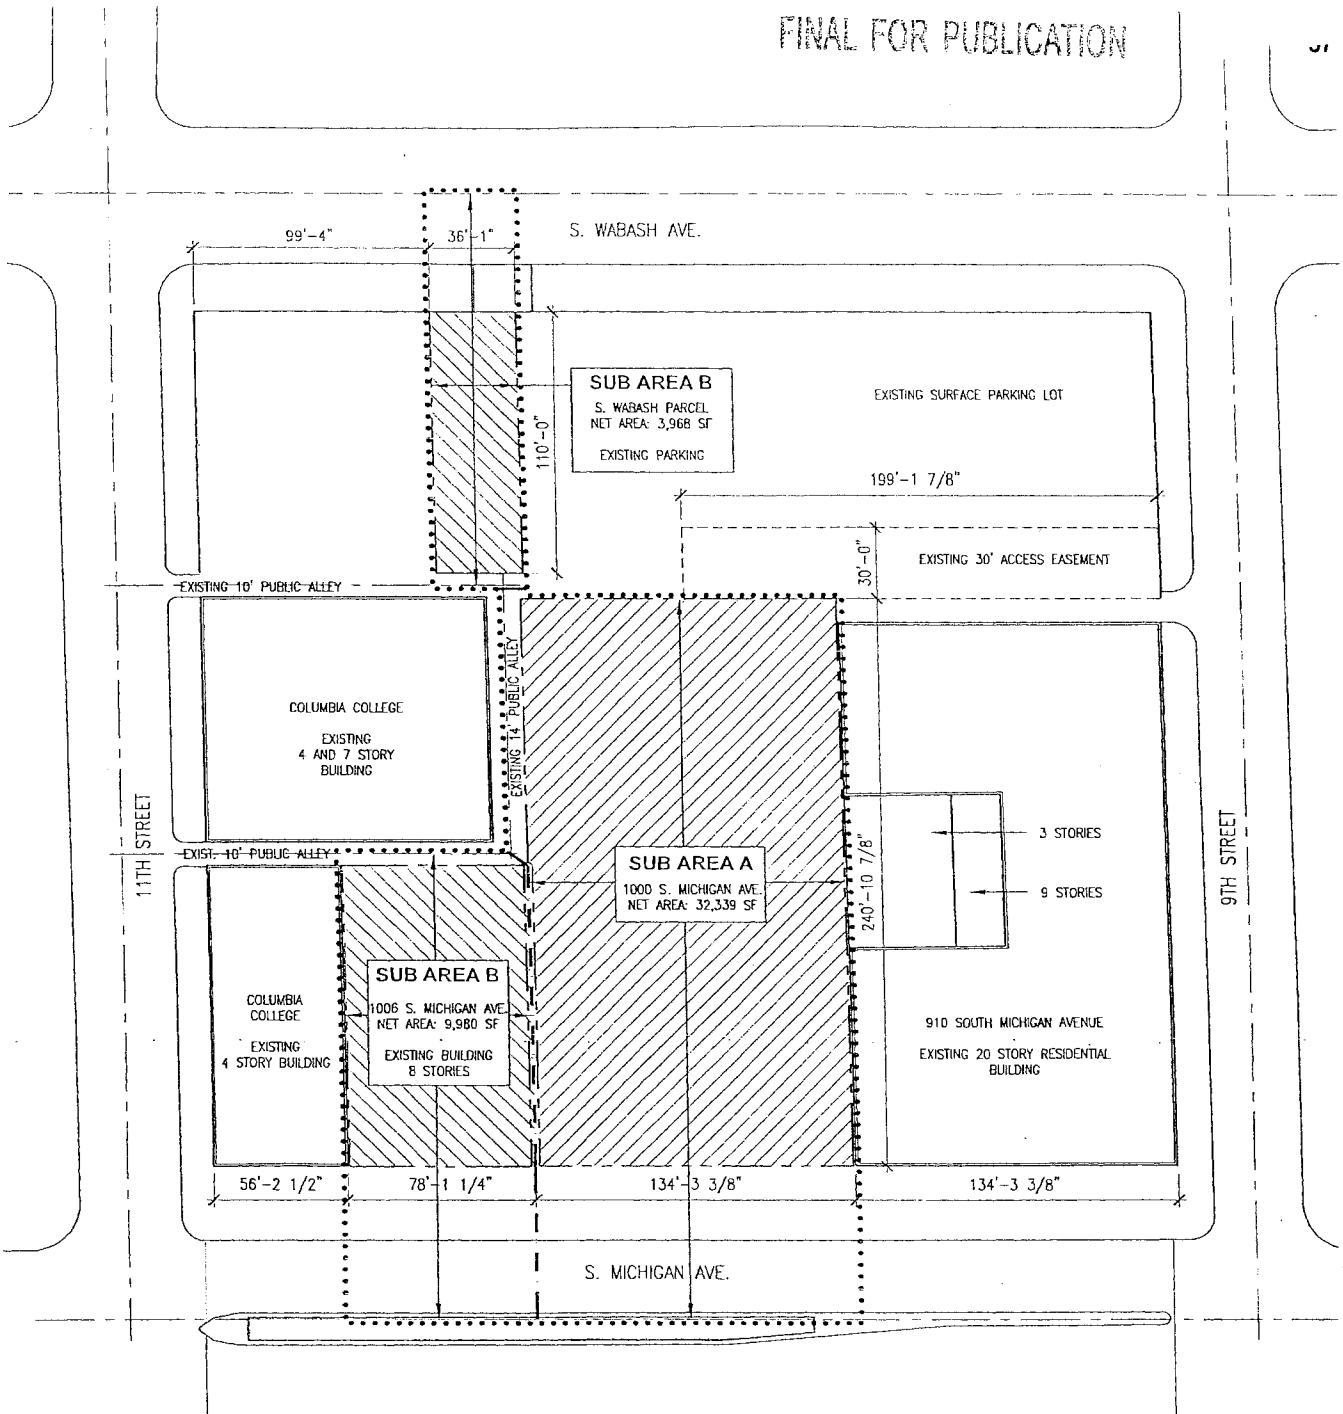 FINAL FOR PUBLICATION
S. WABASH AVE.
99'-4"
36'-1"
SUB AREA B
S. WABASH PARCEL
NET AREA: 3,968 SF
EXISTING PARKING
110'-0"
EXISTING SURFACE PARKING LOT
199'-1 7/8"
30'-0"
EXISTING 30' ACCESS EASEMENT
EXISTING 10' PUBLIC ALLEY
EXISTING 14' PUBLIC ALLEY
COLUMBIA COLLEGE
EXISTING
4 AND 7 STORY
BUILDING
11TH STREET
9TH STREET
3 STORIES
9 STORIES
EXIST. 10' PUBLIC ALLEY
SUB AREA A
1000 S. MICHIGAN AVE.
NET AREA: 32,339 SF
240'-10 7/8"
SUB AREA B
1006 S. MICHIGAN AVE.
NET AREA: 9,980 SF
EXISTING BUILDING
8 STORIES
COLUMBIA
COLLEGE
EXISTING
4 STORY BUILDING
910 SOUTH MICHIGAN AVENUE
EXISTING 20 STORY RESIDENTIAL
BUILDING
56'-2 1/2"
78'-1 1/4"
134'-3 3/8"
134'-3 3/8"
S. MICHIGAN AVE.